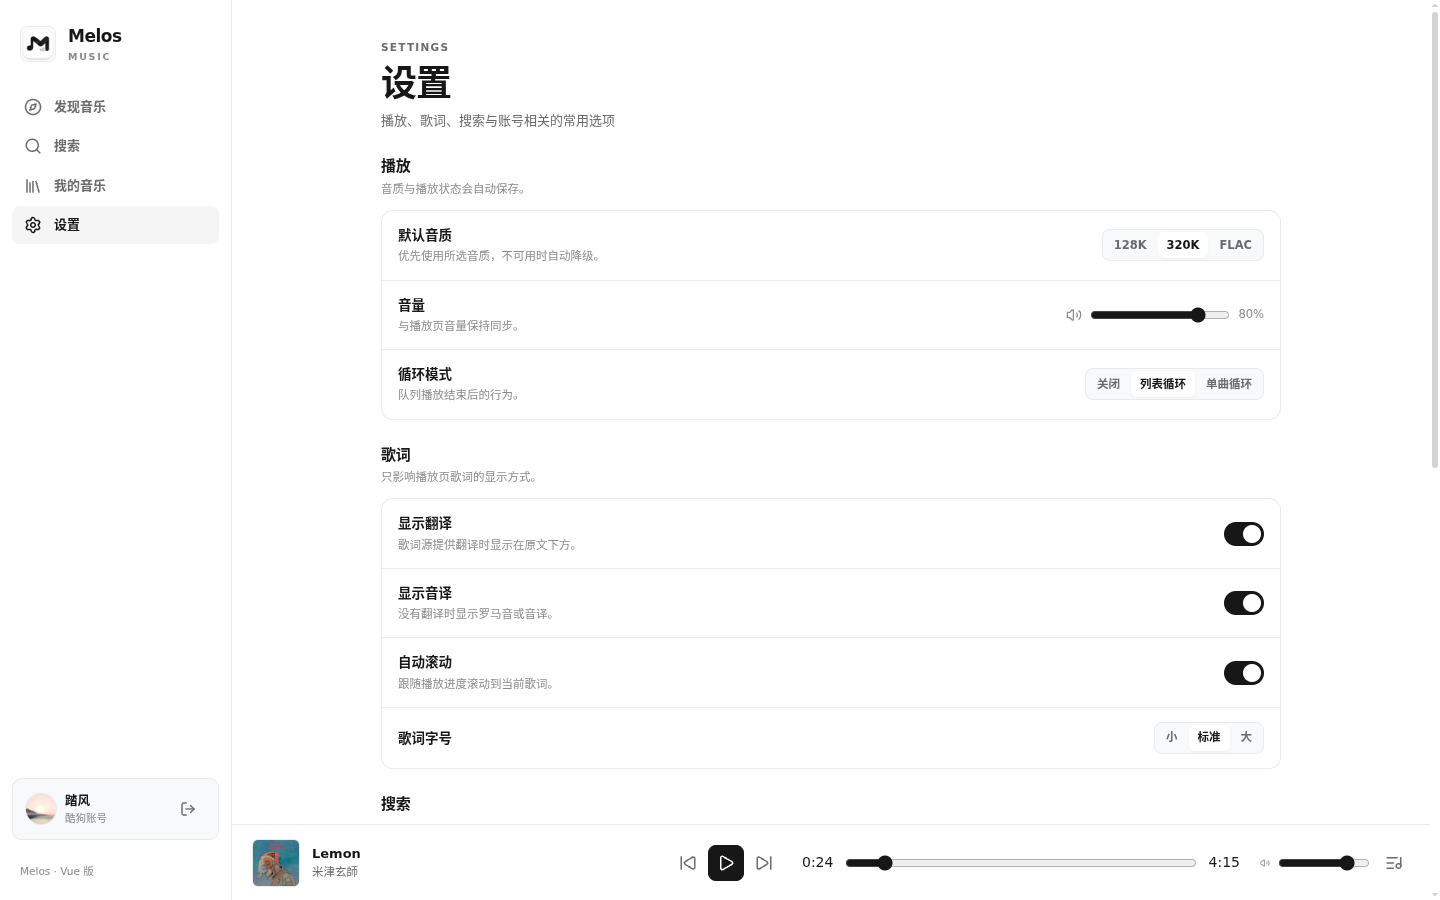 Melos
MUSIC
发现音乐
搜索
我的音乐
设置
SETTINGS
设置
播放、歌词、搜索与账号相关的常用选项
播放
音质与播放状态会自动保存。
默认音质
优先使用所选音质，不可用时自动降级。
128K 320K FLAC
音量
与播放页音量保持同步。
80%
循环模式
队列播放结束后的行为。
关闭 列表循环 单曲循环
歌词
只影响播放页歌词的显示方式。
显示翻译
歌词源提供翻译时显示在原文下方。
显示音译
没有翻译时显示罗马音或音译。
自动滚动
跟随播放进度滚动到当前歌词。
歌词字号
小 标准 大
搜索
踏风
酷狗账号
Melos · Vue 版
Lemon
米津玄師
0:24
4:15